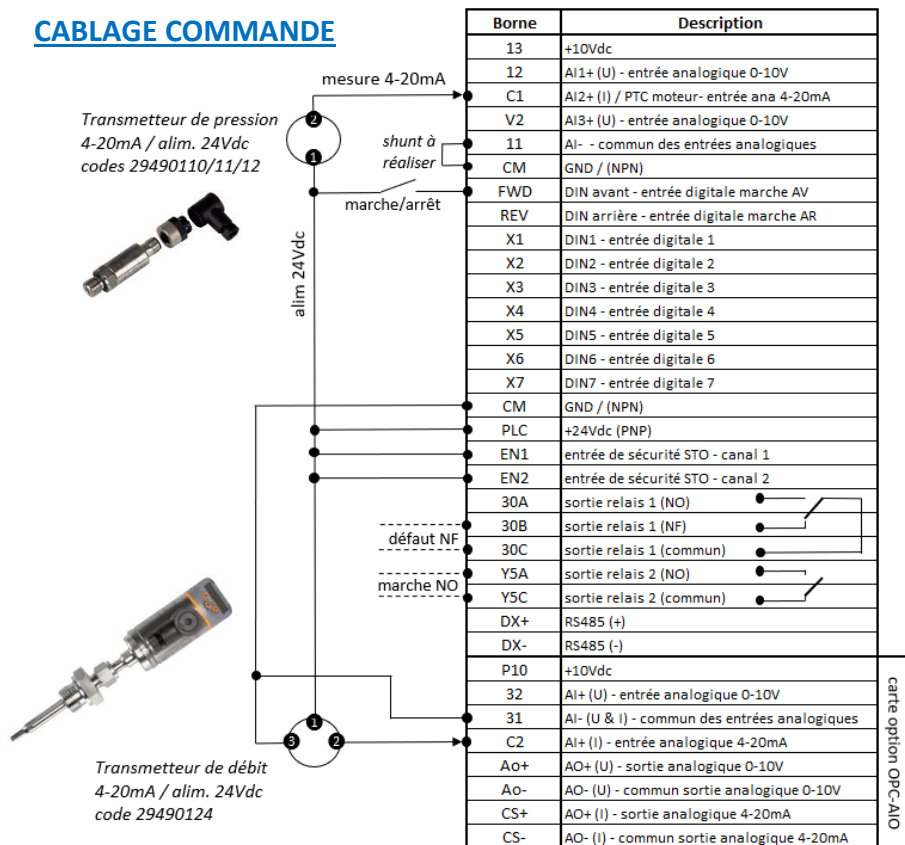 CABLAGE COMMANDE
mesure 4-20mA
Transmetteur de pression
4-20mA / alim. 24Vdc
codes 29490110/11/12
2
1
shunt à
réaliser
marche/arrêt
alim 24Vdc
défaut NF
marche NO
1
3
2
Transmetteur de débit
4-20mA / alim. 24Vdc
code 29490124
Borne Description
13 +10Vdc
12 AI1+ (U) - entrée analogique 0-10V
C1 AI2+ (I) / PTC moteur- entrée ana 4-20mA
V2 AI3+ (U) - entrée analogique 0-10V
11 AI- - commun des entrées analogiques
CM GND / (NPN)
FWD DIN avant - entrée digitale marche AV
REV DIN arrière - entrée digitale marche AR
X1 DIN1 - entrée digitale 1
X2 DIN2 - entrée digitale 2
X3 DIN3 - entrée digitale 3
X4 DIN4 - entrée digitale 4
X5 DIN5 - entrée digitale 5
X6 DIN6 - entrée digitale 6
X7 DIN7 - entrée digitale 7
CM GND / (NPN)
PLC +24Vdc (PNP)
EN1 entrée de sécurité STO - canal 1
EN2 entrée de sécurité STO - canal 2
30A sortie relais 1 (NO)
30B sortie relais 1 (NF)
30C sortie relais 1 (commun)
Y5A sortie relais 2 (NO)
Y5C sortie relais 2 (commun)
DX+ RS485 (+)
DX- RS485 (-)
P10 +10Vdc
32 AI+ (U) - entrée analogique 0-10V
31 AI- (U & I) - commun des entrées analogiques
C2 AI+ (I) - entrée analogique 4-20mA
Ao+ AO+ (U) - sortie analogique 0-10V
Ao- AO- (U) - commun sortie analogique 0-10V
CS+ AO+ (I) - sortie analogique 4-20mA
CS- AO- (I) - commun sortie analogique 4-20mA
carte option OPC-AIO